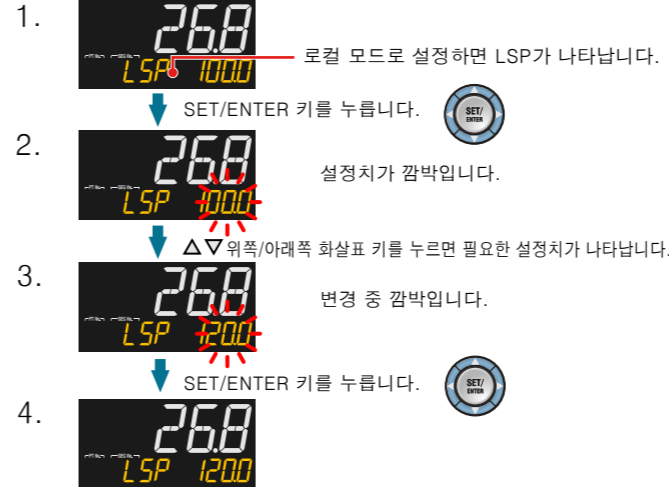 1.
26.8
LSP 100.0
로컬 모드로 설정하면 LSP가 나타납니다.
SET/ENTER 키를 누릅니다.
SET/
ENTER
2.
26.8
LSP 100.0
설정치가 깜박입니다.
△▽ 위쪽/아래쪽 화살표 키를 누르면 필요한 설정치가 나타납니다.
3.
26.8
LSP 120.0
변경 중 깜박입니다.
SET/ENTER 키를 누릅니다.
SET/
ENTER
4.
26.8
LSP 120.0